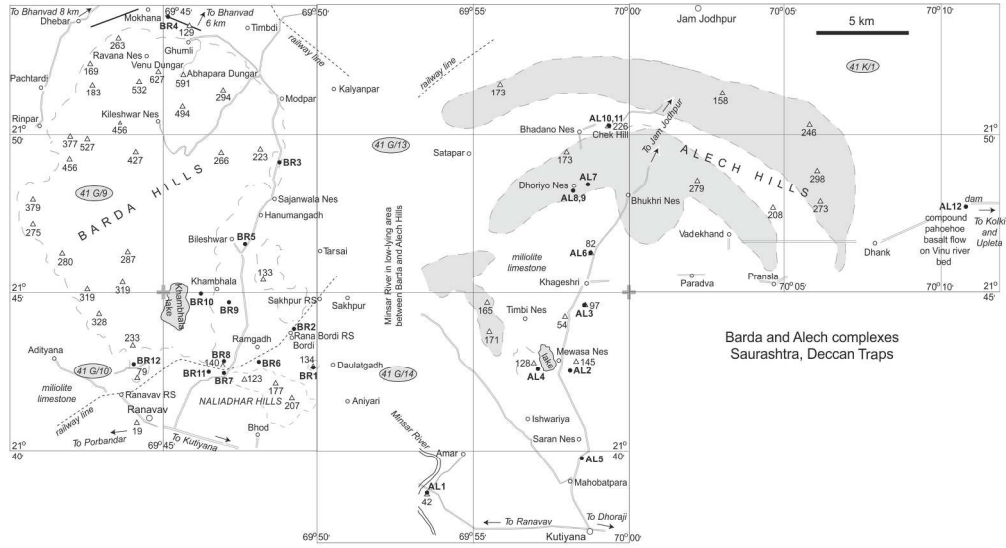 To Bhanvad 8 km
Dhebar
Mokhana
69° 45'
BR4
To Bhanvad
6 km
129
Timbdi
263
Ravana Nes
Ghumli
Venu Dungar
169
183
532
627
591
Abhapara Dungar
294
Pachtardi
Modpar
Rinpar
Kileshwar Nes
456
494
377
527
456
427
266
223
BR3
41 G/9
BARDA HILLS
379
275
Sajanwala Nes
Hanumangadh
Bileshwar
BR5
280
287
133
319
319
Khambhala
Khambhala
lake
BR10
BR9
328
233
Sakhpur RS
BR2
Rana Bordi RS
Bordi
Ramgadh
Adityana
BR12
79
BR8
140
BR11
BR7
BR6
123
134
BR1
41 G/10
miliolite
limestone
Ranavav RS
NALIADHAR HILLS
177
207
railway line
Ranavav
19
To Porbandar
69° 45'
To Kutiyana
Bhod
69° 50'
railway line
Kalyanpur
41 G/13
Tarsai
Sakhpur
Minsar River in low-lying area
between Barda and Alech Hills
Daulatgadh
41 G/14
Aniyari
Minsar River
Amar
AL1
42
69° 50'
69° 55'
railway line
173
Satapar
Bhadano Nes
AL10,11
226
Chek Hill
To Jam Jodhpur
173
AL7
Dhoriyo Nes
AL8,9
Bhukhri Nes
82
AL6
miliolite
limestone
Khageshri
165
171
Timbi Nes
AL3
97
54
lake
Mewasa Nes
128
AL4
145
AL2
Ishwariya
Saran Nes
AL5
Mahobatpara
To Ranavav
To Dhoraji
Kutiyana
69° 55'
70° 00'
70° 00'
Jam Jodhpur
70° 05'
70° 10'
5 km
41 K/1
158
246
ALECH HILLS
279
298
273
208
Vadekhand
Paradva
Pransla
Dhank
70° 05'
70° 10'
21°
50'
21°
50'
AL12
dam
compound
pahoehoe
basalt flow
on Vinu river
bed
To Kolki
and
Upleta
21°
45'
21°
45'
21°
40'
21°
40'
Barda and Alech complexes
Saurashtra, Deccan Traps